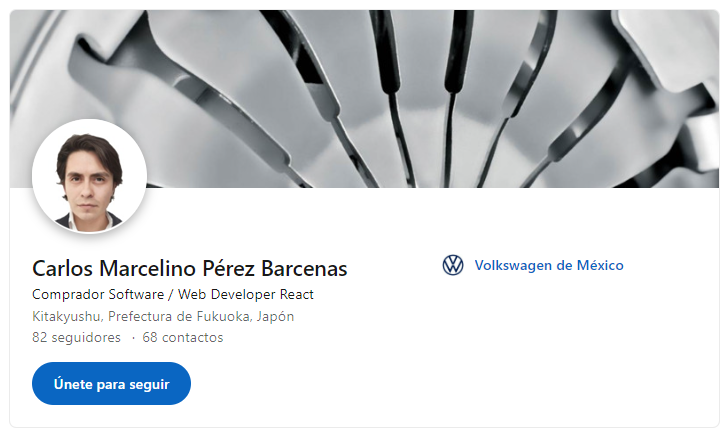 Carlos Marcelino Pérez Barcenas
Volkswagen de México
Comprador Software / Web Developer React
Kitakyushu, Prefectura de Fukuoka, Japón
82 seguidores · 68 contactos
Únete para seguir